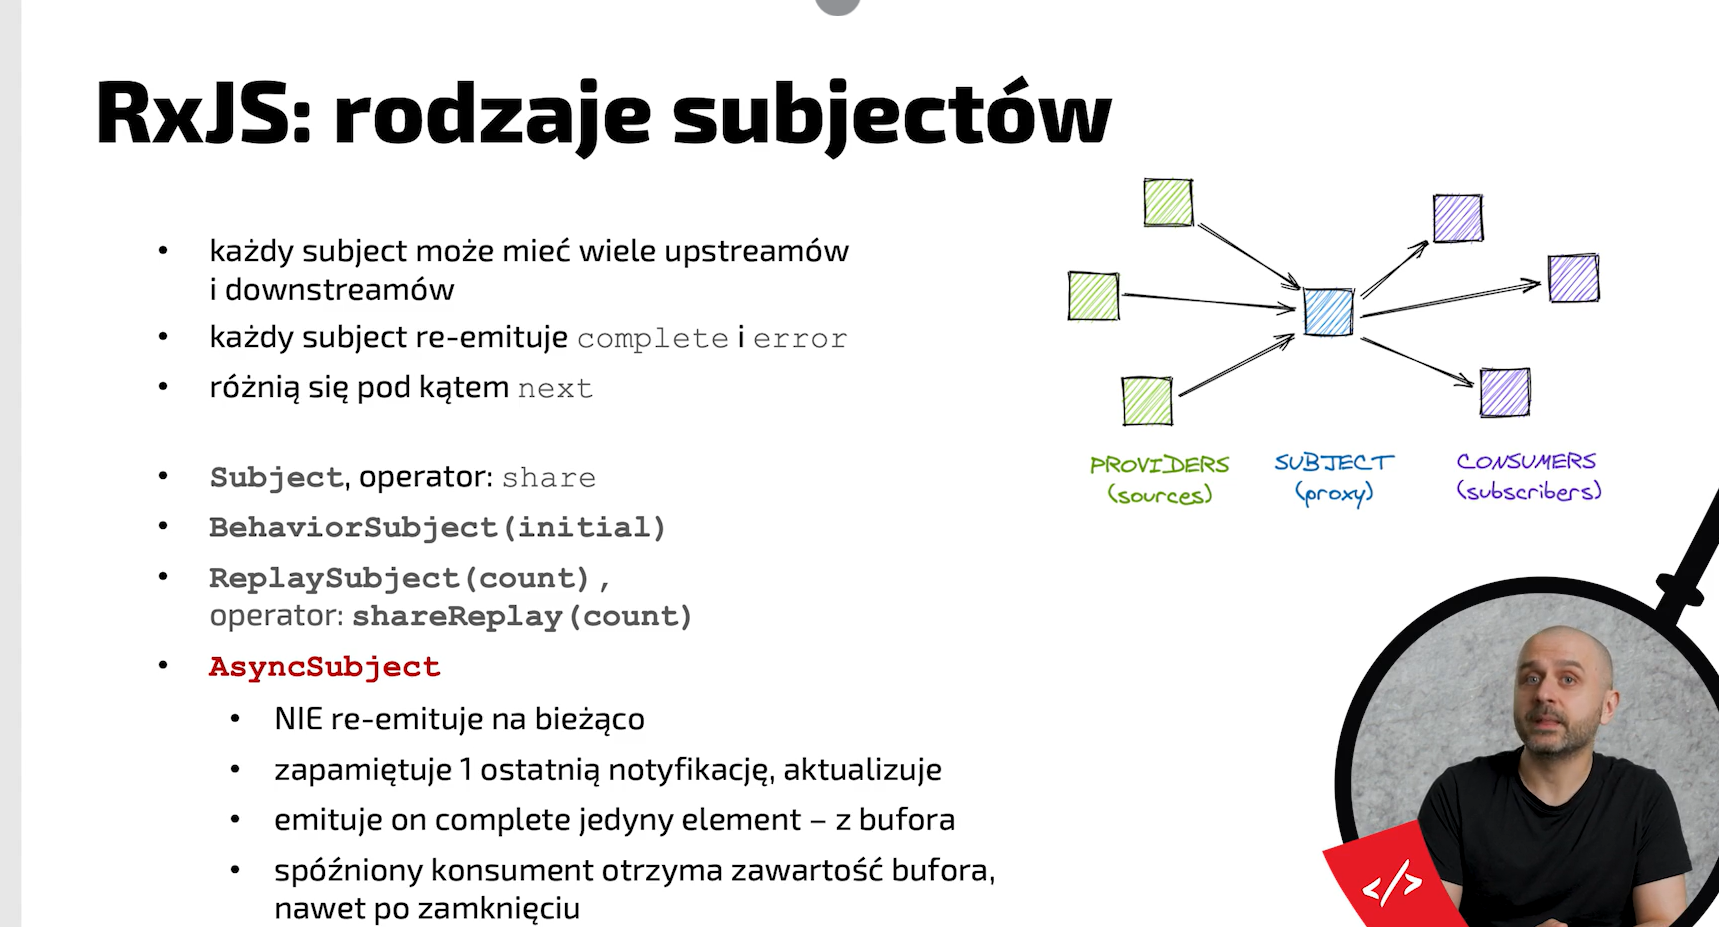 RxJS: rodzaje subjectów
każdy subject może mieć wiele upstreamów
i downstreamów
każdy subject re-emituje complete i error
różnią się pod kątem next
Subject, operator: share
BehaviorSubject(initial)
ReplaySubject(count),
operator: shareReplay(count)
AsyncSubject
NIE re-emituje na bieżąco
zapamiętuje 1 ostatnią notyfikację, aktualizuje
emituje on complete jedyny element – z bufora
spóźniony konsument otrzyma zawartość bufora,
nawet po zamknięciu
PROVIDERS
(sources)
SUBJECT
(proxy)
CONSUMERS
(subscribers)
</>